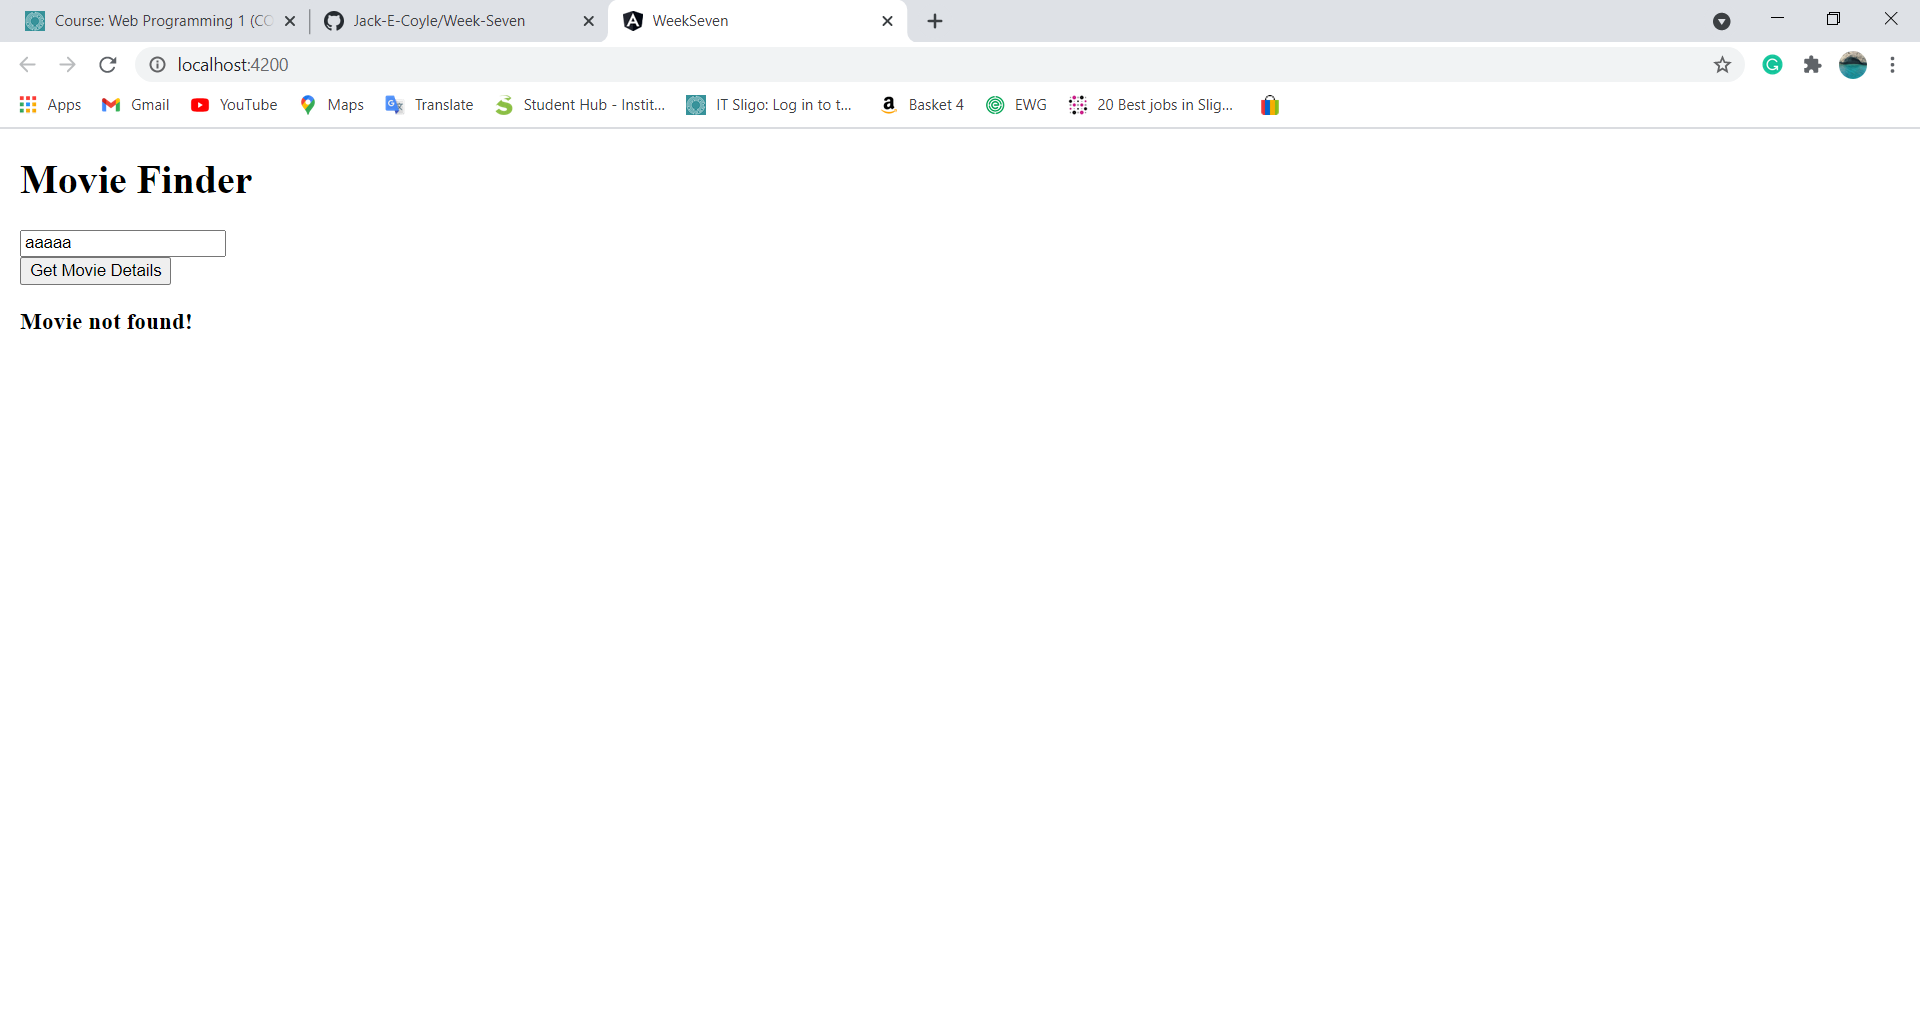 Course: Web Programming 1 (CO
Jack-E-Coyle/Week-Seven
WeekSeven
localhost:4200
Apps
Gmail
YouTube
Maps
Translate
Student Hub - Instit...
IT Sligo: Log in to t...
Basket 4
EWG
20 Best jobs in Slig...
Movie Finder
aaaaa
Get Movie Details
Movie not found!